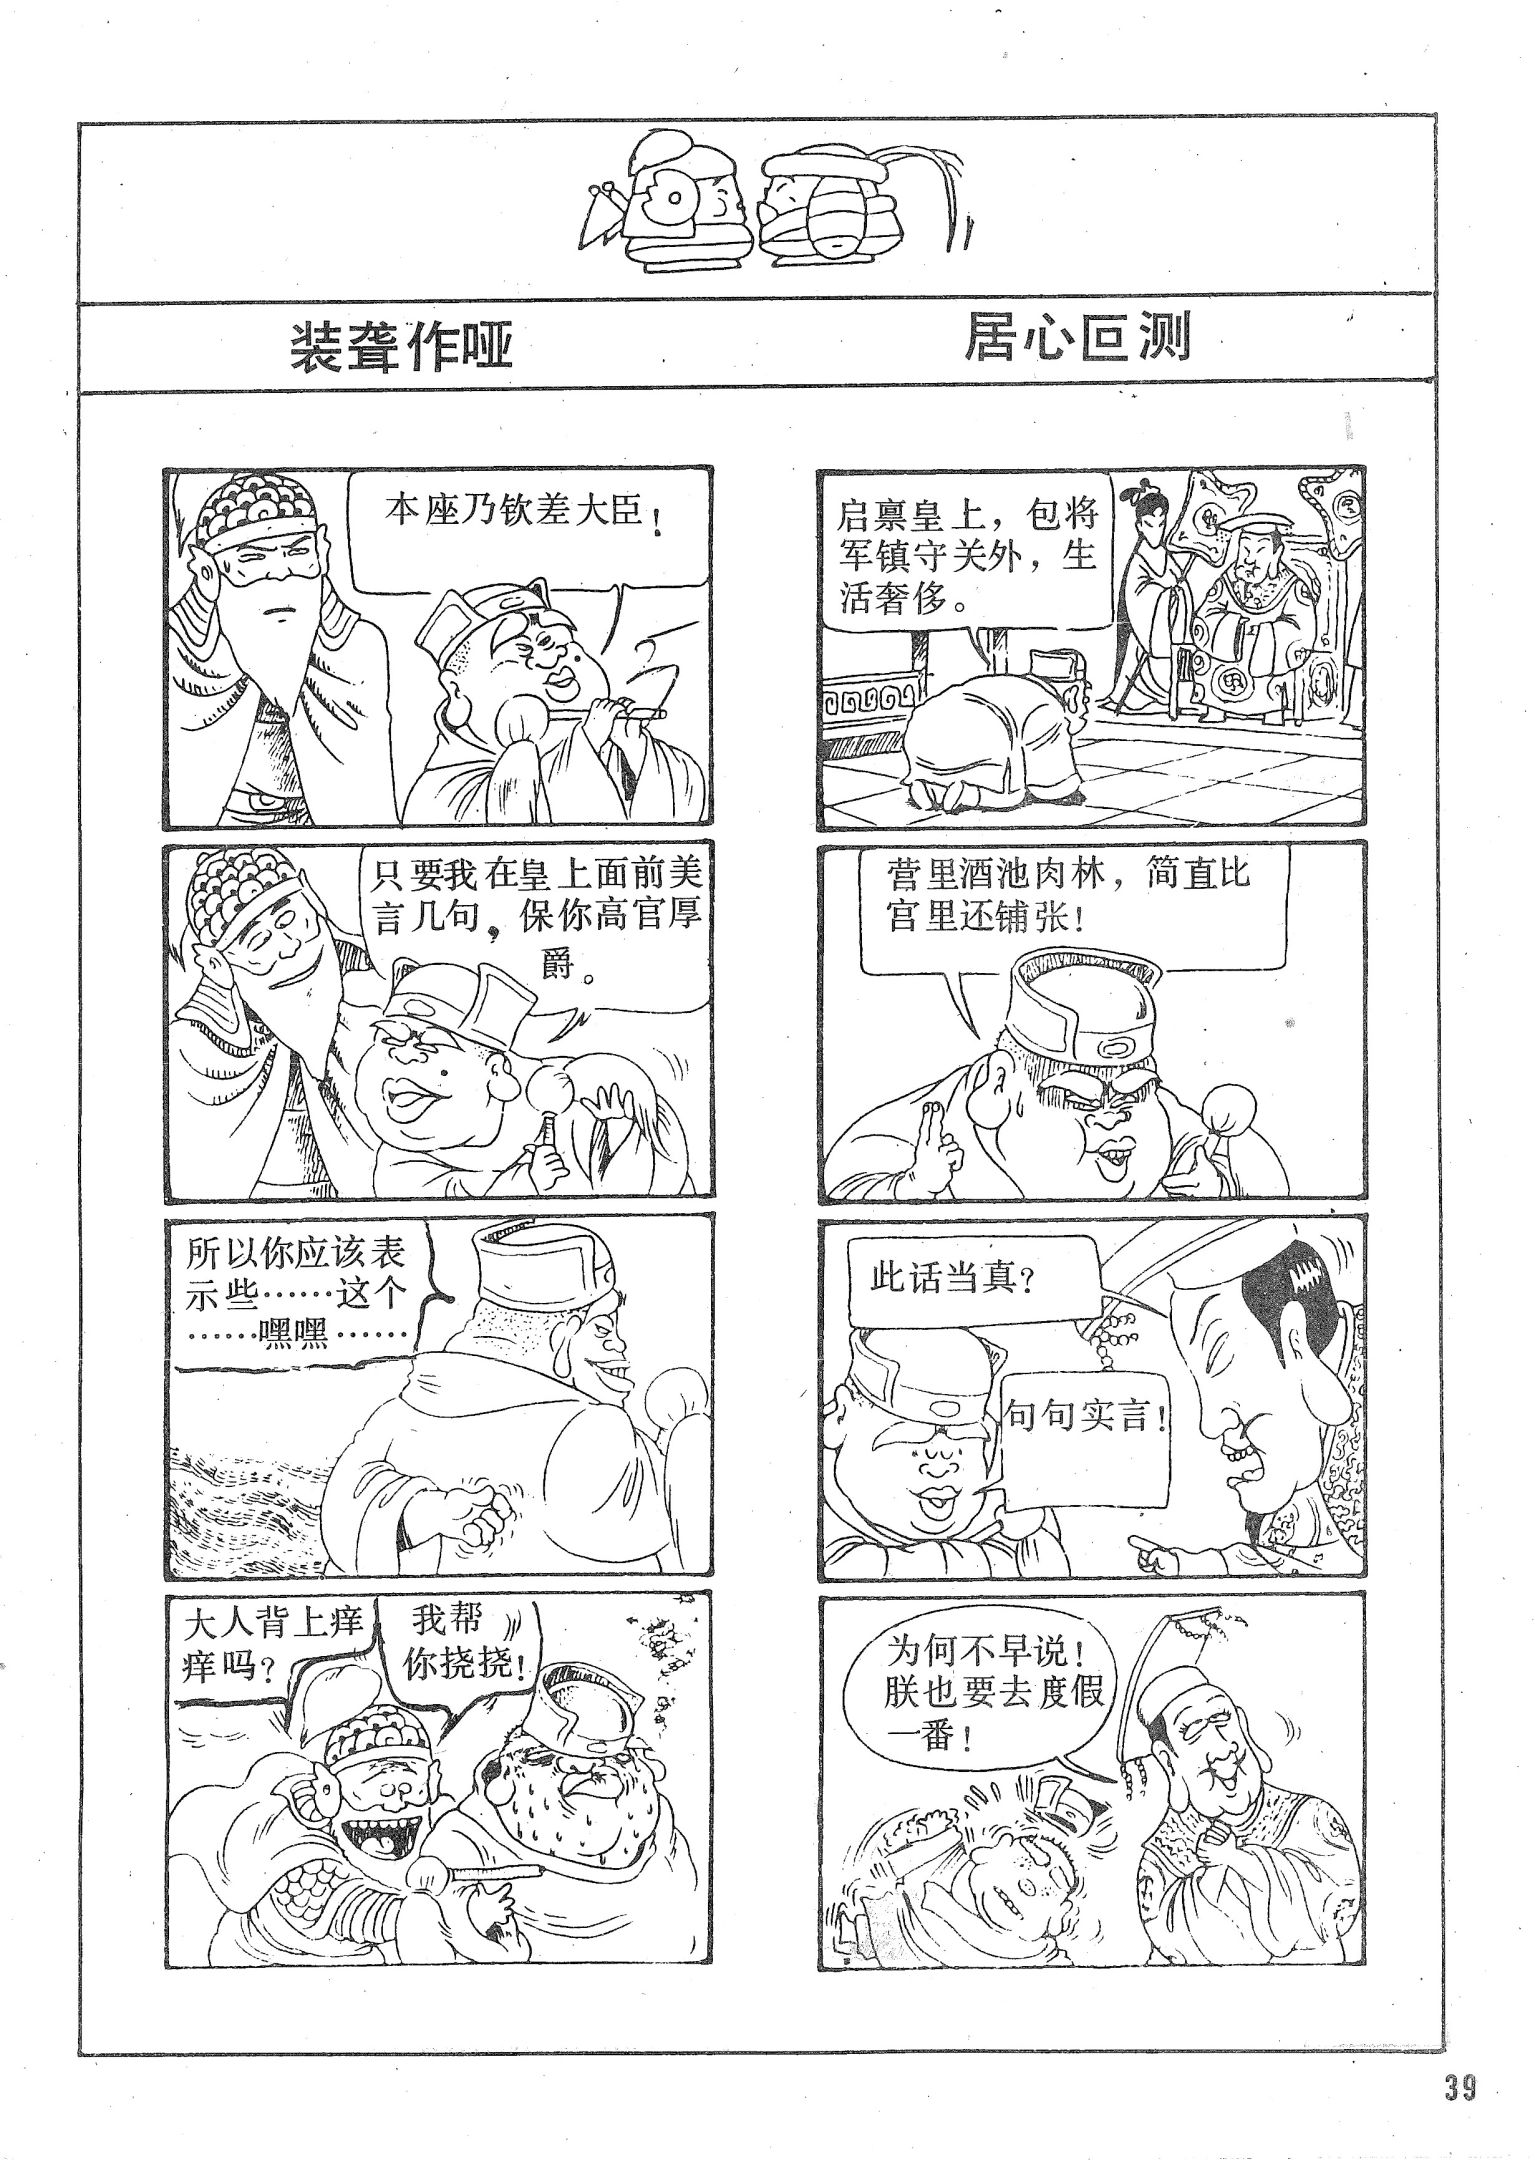 装聋作哑
本座乃钦差大臣！
只要我在皇上面前美
言几句，保你高官厚
爵。
所以你应该表
示些……这个
……嘿嘿……
大人背上痒
痒吗？
我帮
你挠挠！
居心叵测
启禀皇上，包将
军镇守关外，生
活奢侈。
营里酒池肉林，简直比
宫里还铺张！
此话当真？
句句实言！
为何不早说！
朕也要去度假
一番！
39